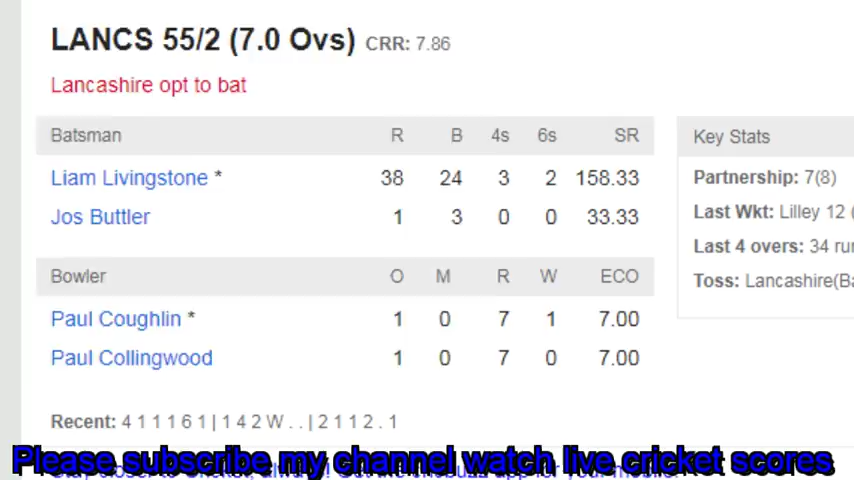 LANCS 55/2 (7.0 Ovs) CRR: 7.86
Lancashire opt to bat
Batsman R B 4s 6s SR
Liam Livingstone * 38 24 3 2 158.33
Jos Buttler 1 3 0 0 33.33
Bowler O M R W ECO
Paul Coughlin * 1 0 7 1 7.00
Paul Collingwood 1 0 7 0 7.00
Recent: 4 1 1 1 6 1 | 1 4 2 W . . | 2 1 1 2 . 1
Key Stats
Partnership: 7(8)
Last Wkt: Lilley 12 (
Last 4 overs: 34 ru
Toss: Lancashire(Ba
Please subscribe my channel watch live cricket scores